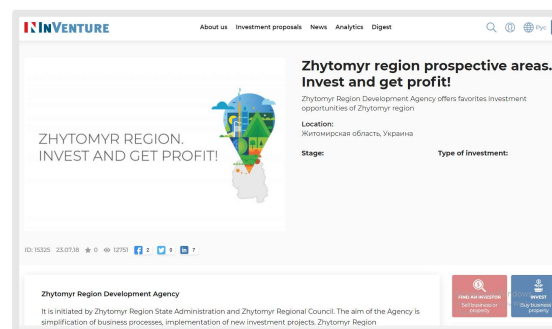 INVENTURE
About us Investment proposals News Analytics Digest
Рус
ZHYTOMYR REGION.
INVEST AND GET PROFIT!
Zhytomyr region prospective areas.
Invest and get profit!
Zhytomyr Region Development Agency offers favorites investment
opportunities of Zhytomyr region
Location:
Житомирская область, Украина
Stage: Type of investment:
ID: 15325 23.07.18 0 12751 2 0 7
Zhytomyr Region Development Agency
It is initiated by Zhytomyr Region State Administration and Zhytomyr Regional Council. The aim of the Agency is
simplification of business processes, implementation of new investment projects. Zhytomyr Region
FIND AN INVESTOR
Sell business or
property
INVEST
Buy business
property